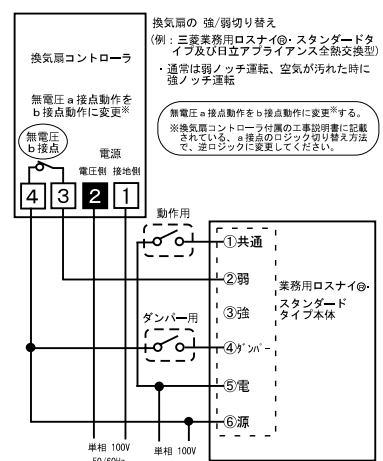 換気扇の 強/弱切り替え
(例：三菱業務用ロスナイ®・スタンダードタ
イプ及び日立アプライアンス全熱交換型)
・通常は弱ノッチ運転、空気が汚れた時に
強ノッチ運転
無電圧a接点動作をb接点動作に変更※する。
※換気扇コントローラ付属の工事説明書に記載
されている、a接点のロジック切り替え方法
で、逆ロジックに変更してください。
換気扇コントローラ
無電圧a接点動作を
b接点動作に変更※
無電圧
b接点
電源
電圧側 接地側
4 3 2 1
動作用
①共通
②弱
③強
④ダンパー
⑤電
⑥源
業務用ロスナイ®・
スタンダード
タイプ本体
ダンパー用
単相 100V
50/60Hz
単相 100V